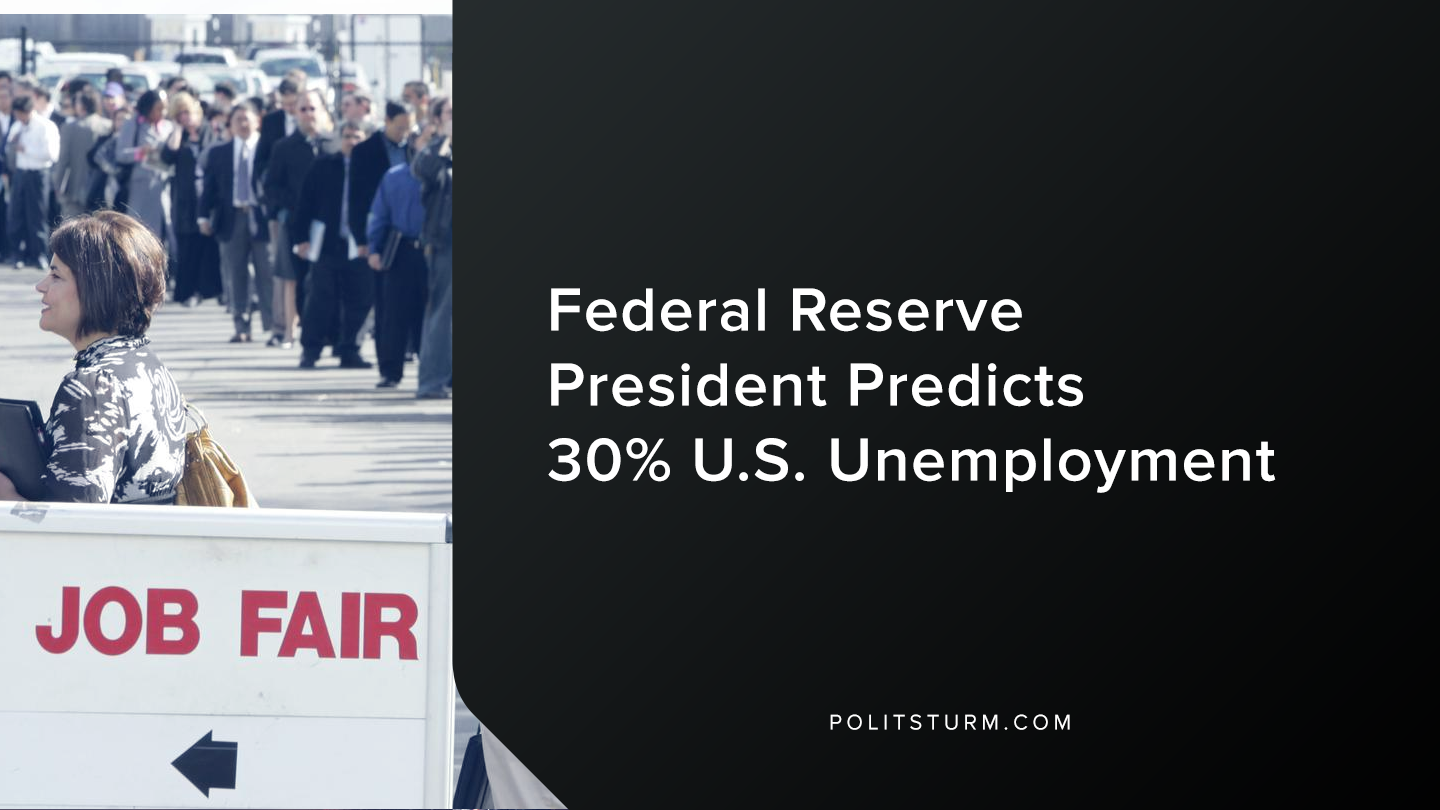 Federal Reserve
President Predicts
30% U.S. Unemployment
JOB FAIR
POLITSTURM.COM